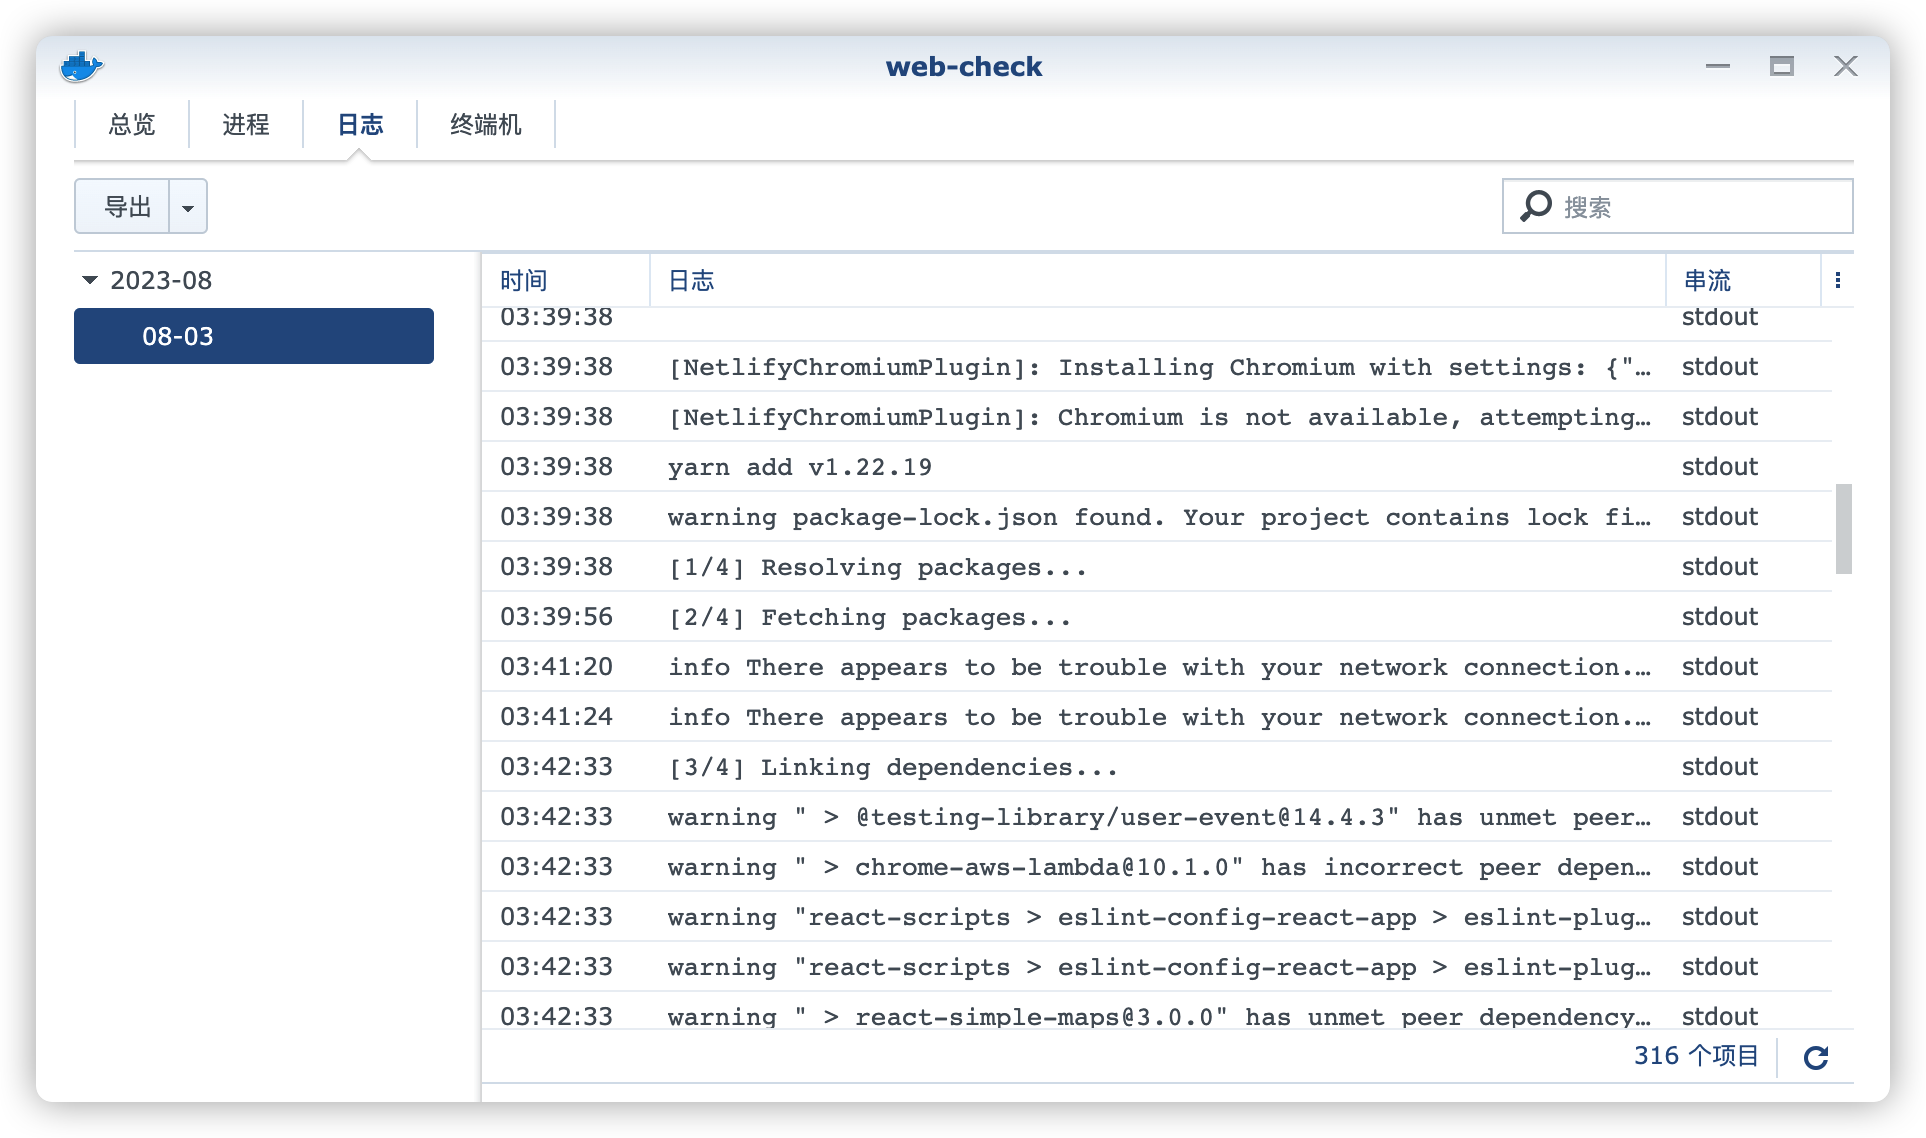 web-check
总览 进程 日志 终端机
导出 搜索
2023-08
08-03
时间 日志 串流
03:39:38 stdout
03:39:38 [NetlifyChromiumPlugin]: Installing Chromium with settings: {"… stdout
03:39:38 [NetlifyChromiumPlugin]: Chromium is not available, attempting… stdout
03:39:38 yarn add v1.22.19 stdout
03:39:38 warning package-lock.json found. Your project contains lock fi… stdout
03:39:38 [1/4] Resolving packages... stdout
03:39:56 [2/4] Fetching packages... stdout
03:41:20 info There appears to be trouble with your network connection.… stdout
03:41:24 info There appears to be trouble with your network connection.… stdout
03:42:33 [3/4] Linking dependencies... stdout
03:42:33 warning " > @testing-library/user-event@14.4.3" has unmet peer… stdout
03:42:33 warning " > chrome-aws-lambda@10.1.0" has incorrect peer depen… stdout
03:42:33 warning "react-scripts > eslint-config-react-app > eslint-plug… stdout
03:42:33 warning "react-scripts > eslint-config-react-app > eslint-plug… stdout
03:42:33 warning " > react-simple-maps@3.0.0" has unmet peer dependency… stdout
316 个项目